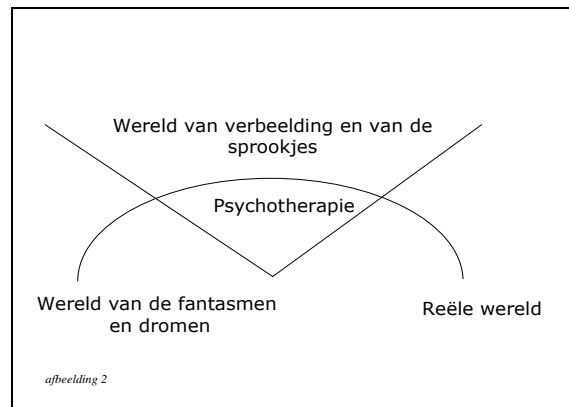 Wereld van verbeelding en van de
sprookjes
Psychotherapie
Wereld van de fantasmen
en dromen
Reële wereld
afbeelding 2